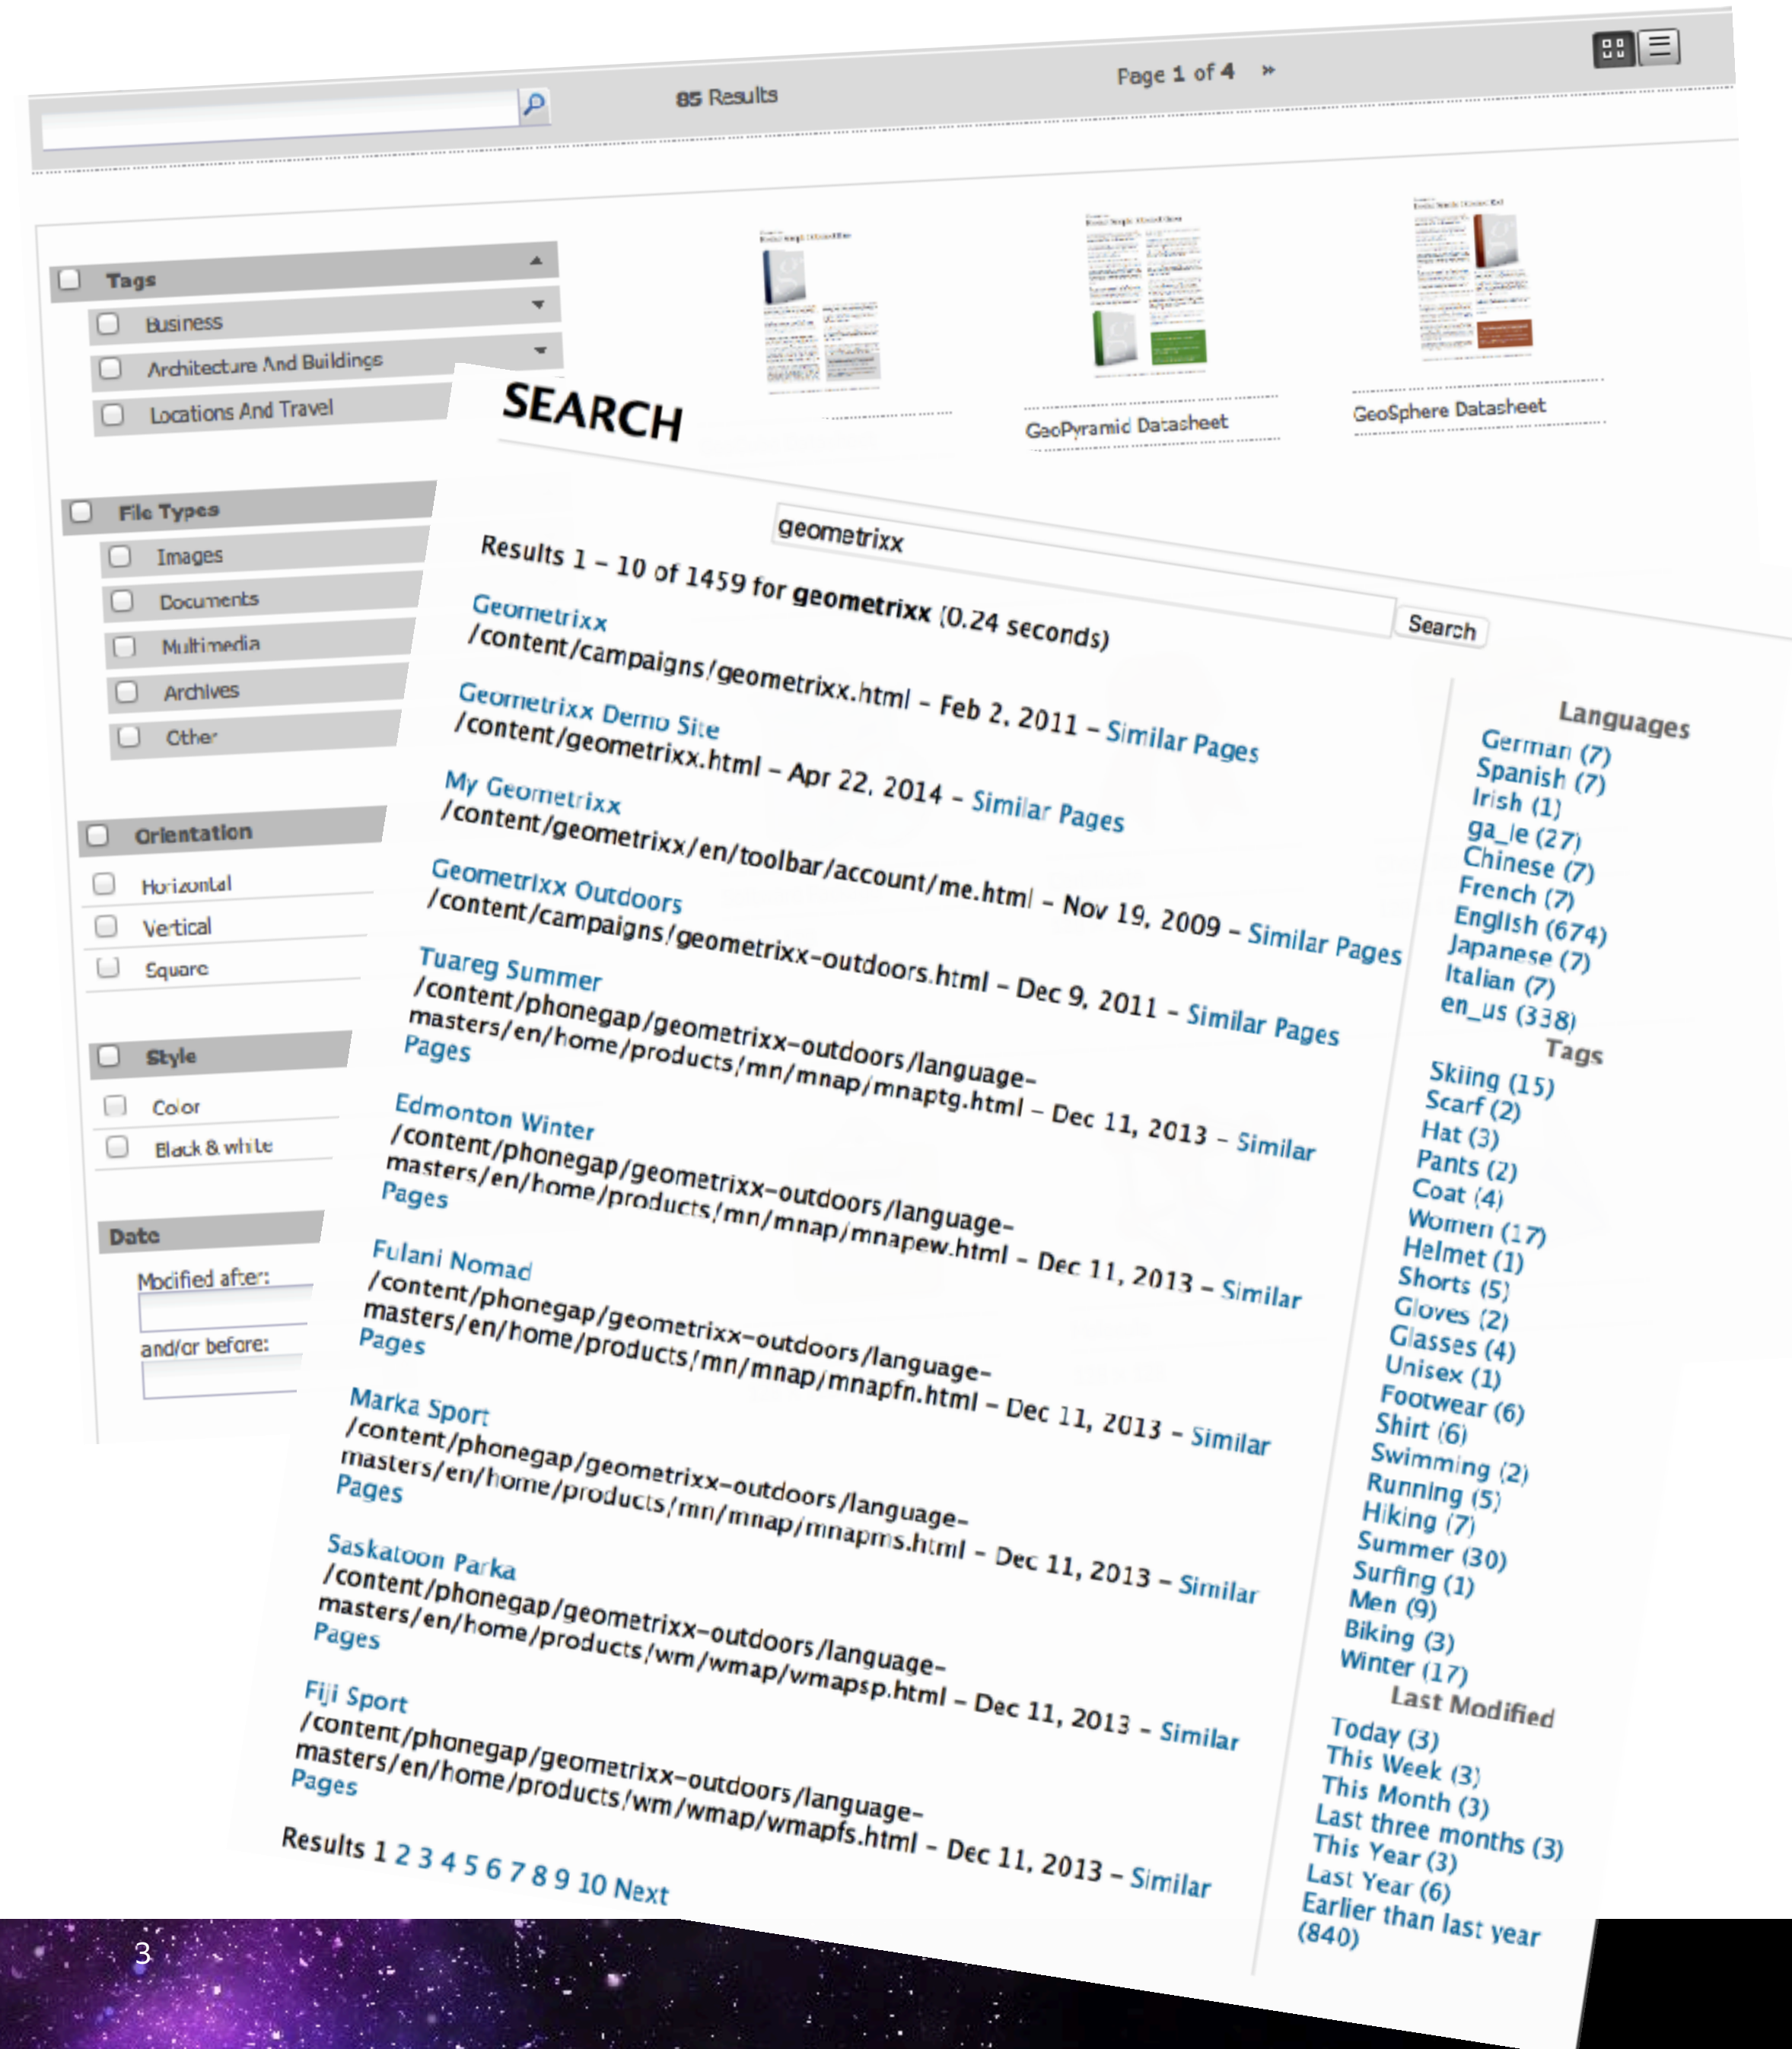 85 Results
Page 1 of 4 »
Tags
Business
Architecture And Buildings
Locations And Travel
File Types
Images
Documents
Multimedia
Archives
Other
Orientation
Horizontal
Vertical
Square
Style
Color
Black & white
Date
Modified after:
and/or before:
GeoPyramid Datasheet
GeoSphere Datasheet
SEARCH
geometrixx
Search
Results 1 – 10 of 1459 for geometrixx (0.24 seconds)
Geometrixx
/content/campaigns/geometrixx.html – Feb 2, 2011 – Similar Pages
Geometrixx Demo Site
/content/geometrixx.html – Apr 22, 2014 – Similar Pages
My Geometrixx
/content/geometrixx/en/toolbar/account/me.html – Nov 19, 2009 – Similar Pages
Geometrixx Outdoors
/content/campaigns/geometrixx-outdoors.html – Dec 9, 2011 – Similar Pages
Tuareg Summer
/content/phonegap/geometrixx-outdoors/language-
masters/en/home/products/mn/mnap/mnaptg.html – Dec 11, 2013 – Similar
Pages
Edmonton Winter
/content/phonegap/geometrixx-outdoors/language-
masters/en/home/products/mn/mnap/mnapew.html – Dec 11, 2013 – Similar
Pages
Fulani Nomad
/content/phonegap/geometrixx-outdoors/language-
masters/en/home/products/mn/mnap/mnapfn.html – Dec 11, 2013 – Similar
Pages
Marka Sport
/content/phonegap/geometrixx-outdoors/language-
masters/en/home/products/mn/mnap/mnapms.html – Dec 11, 2013 – Similar
Pages
Saskatoon Parka
/content/phonegap/geometrixx-outdoors/language-
masters/en/home/products/wm/wmap/wmapsp.html – Dec 11, 2013 – Similar
Pages
Fiji Sport
/content/phonegap/geometrixx-outdoors/language-
masters/en/home/products/wm/wmap/wmapfs.html – Dec 11, 2013 – Similar
Pages
Results 1 2 3 4 5 6 7 8 9 10 Next
Languages
German (7)
Spanish (7)
Irish (1)
ga_ie (27)
Chinese (7)
French (7)
English (674)
Japanese (7)
Italian (7)
en_us (338)
Tags
Skiing (15)
Scarf (2)
Hat (3)
Pants (2)
Coat (4)
Women (17)
Helmet (1)
Shorts (5)
Gloves (2)
Glasses (4)
Unisex (1)
Footwear (6)
Shirt (6)
Swimming (2)
Running (5)
Hiking (7)
Summer (30)
Surfing (1)
Men (9)
Biking (3)
Winter (17)
Last Modified
Today (3)
This Week (3)
This Month (3)
Last three months (3)
This Year (3)
Last Year (6)
Earlier than last year
(840)
3